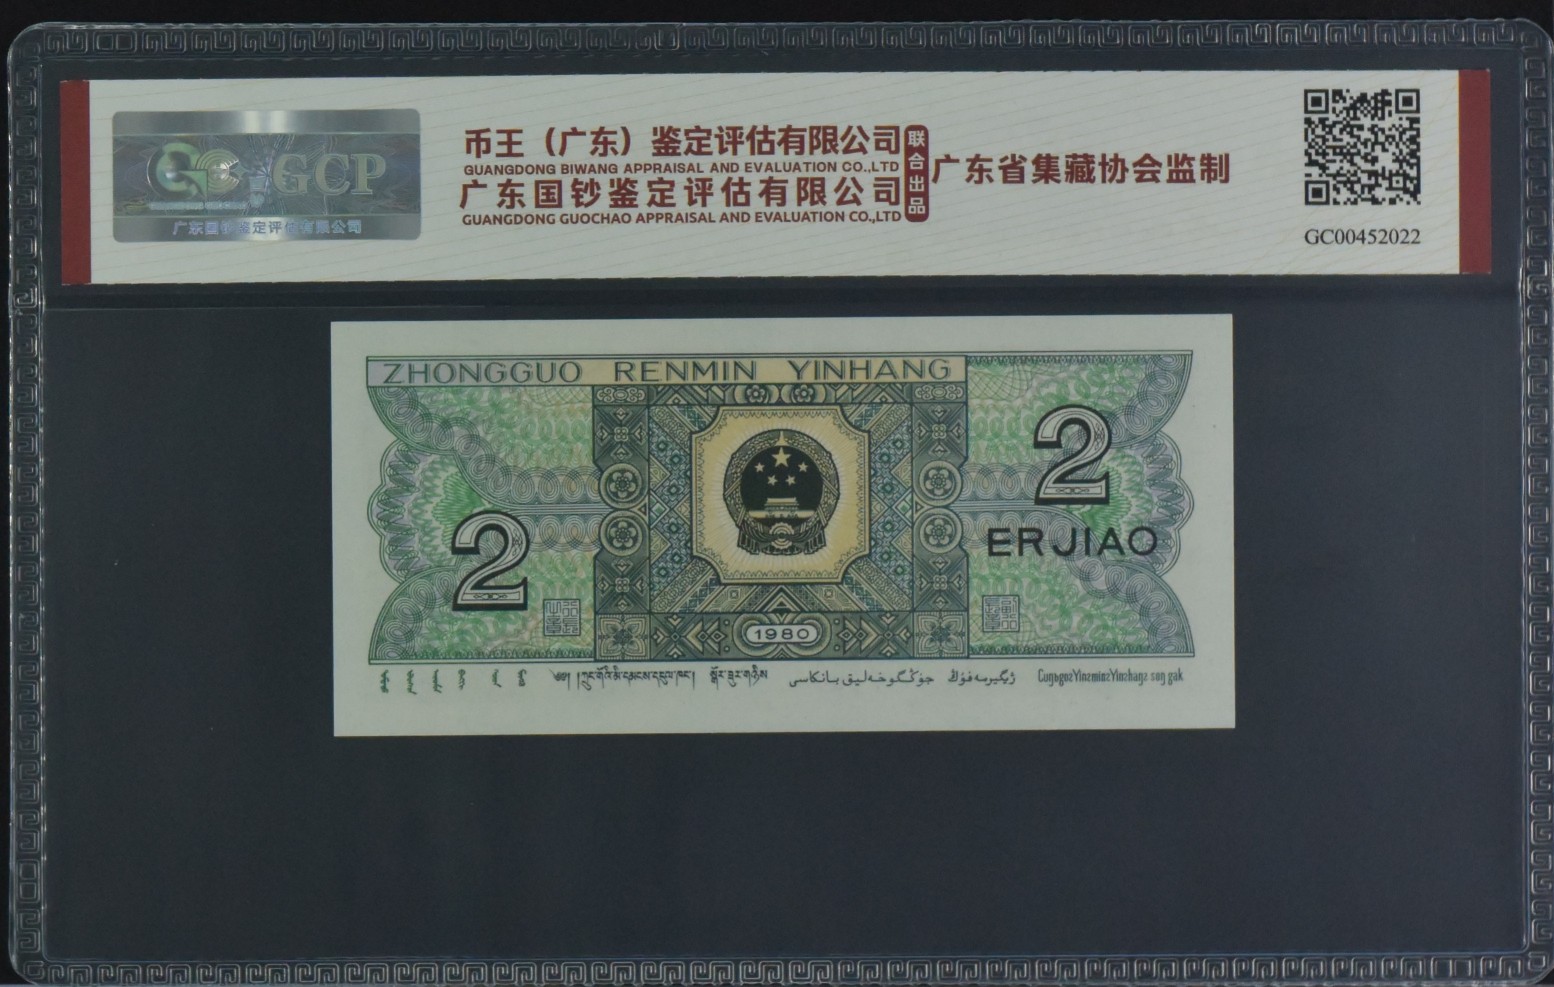 GCP
广东国钞鉴定评估有限公司
币王（广东）鉴定评估有限公司
GUANGDONG BIWANG APPRAISAL AND EVALUATION CO.,LTD
广东国钞鉴定评估有限公司
GUANGDONG GUOCHAO APPRAISAL AND EVALUATION CO.,LTD
联合出品
广东省集藏协会监制
GC00452022
ZHONGGUO RENMIN YINHANG
2
ERJIAO
2
1980